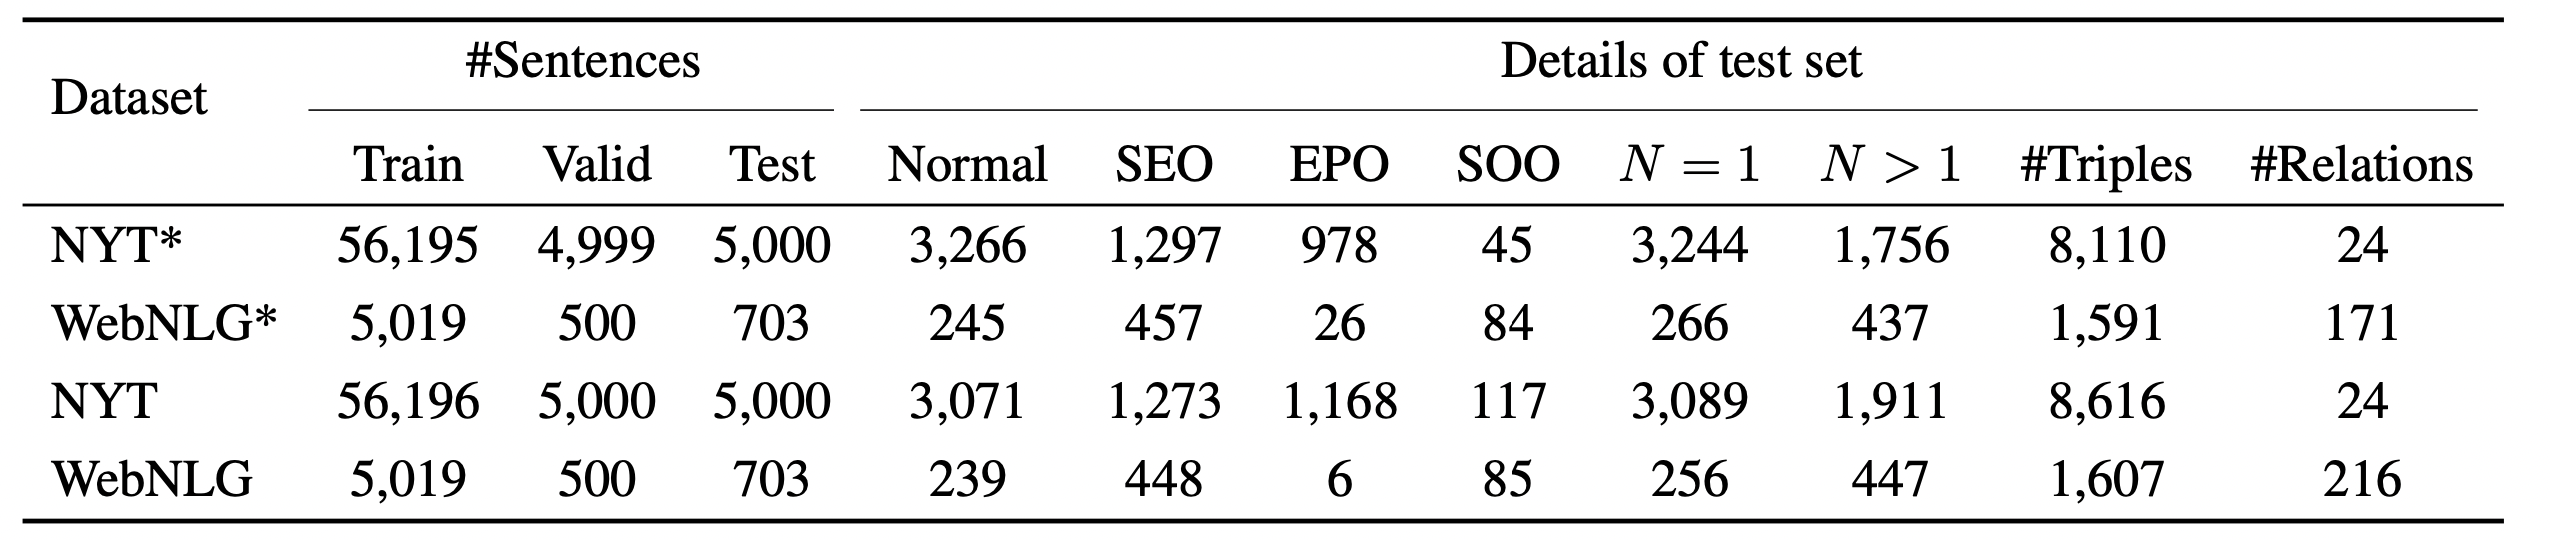 #Sentences Details of test set
Dataset
Train Valid Test Normal SEO EPO SOO N = 1 N > 1 #Triples #Relations
NYT* 56,195 4,999 5,000 3,266 1,297 978 45 3,244 1,756 8,110 24
WebNLG* 5,019 500 703 245 457 26 84 266 437 1,591 171
NYT 56,196 5,000 5,000 3,071 1,273 1,168 117 3,089 1,911 8,616 24
WebNLG 5,019 500 703 239 448 6 85 256 447 1,607 216